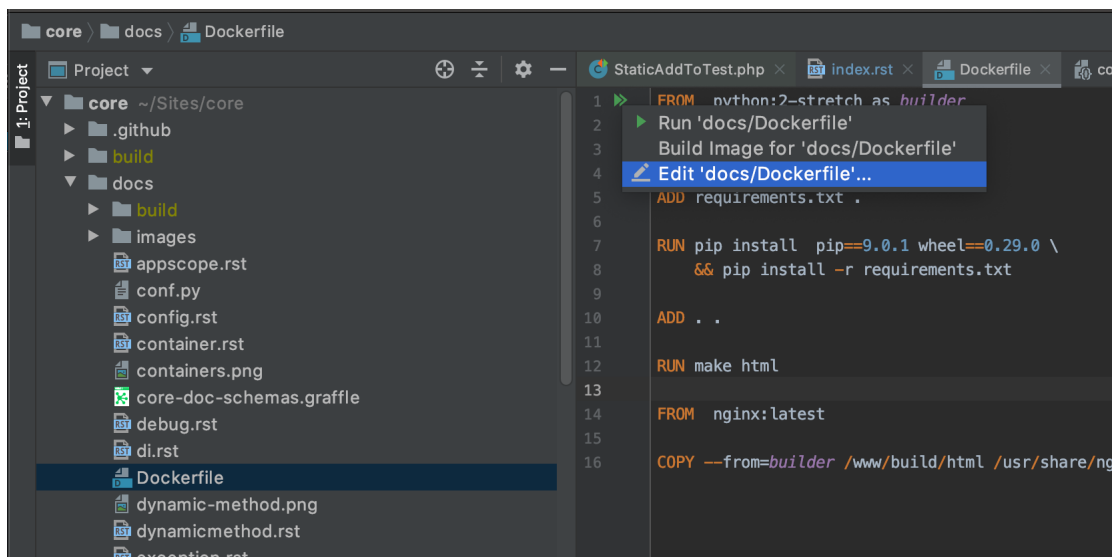 core 〉 docs 〉 Dockerfile
1: Project
Project
StaticAddToTest.php × index.rst × Dockerfile × co
core ~/Sites/core
.github
build
docs
build
images
appscope.rst
conf.py
config.rst
container.rst
containers.png
core-doc-schemas.graffle
debug.rst
di.rst
Dockerfile
dynamic-method.png
dynamicmethod.rst
exception.rst
1 FROM python:2-stretch as builder
2
3
4
5 ADD requirements.txt .
6
7 RUN pip install pip==9.0.1 wheel==0.29.0 \
8 && pip install -r requirements.txt
9
10 ADD . .
11
12 RUN make html
13
14 FROM nginx:latest
15
16 COPY --from=builder /www/build/html /usr/share/ng
Run 'docs/Dockerfile'
Build Image for 'docs/Dockerfile'
Edit 'docs/Dockerfile'...